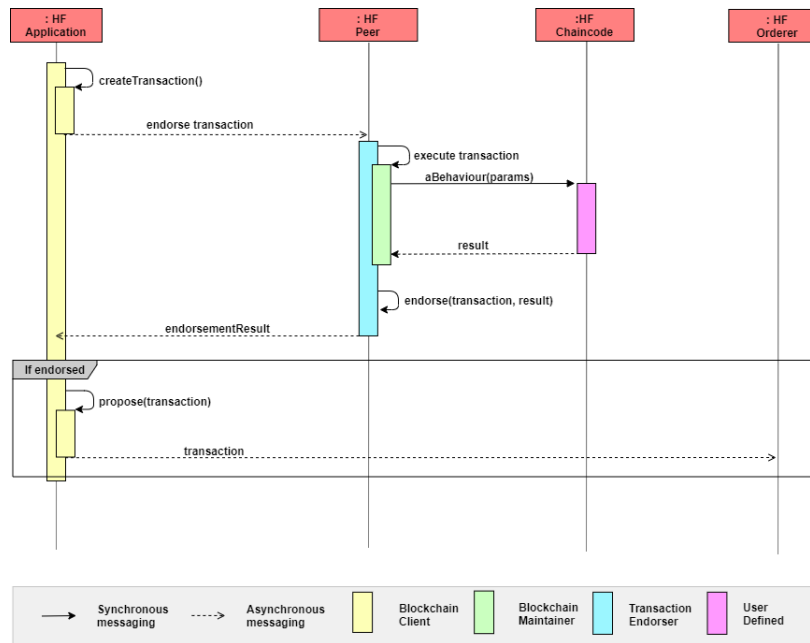 : HF
Application
: HF
Peer
:HF
Chaincode
: HF
Orderer
createTransaction()
endorse transaction
execute transaction
aBehaviour(params)
result
endorse(transaction, result)
endorsementResult
If endorsed
propose(transaction)
transaction
Synchronous
messaging
Asynchronous
messaging
Blockchain
Client
Blockchain
Maintainer
Transaction
Endorser
User
Defined